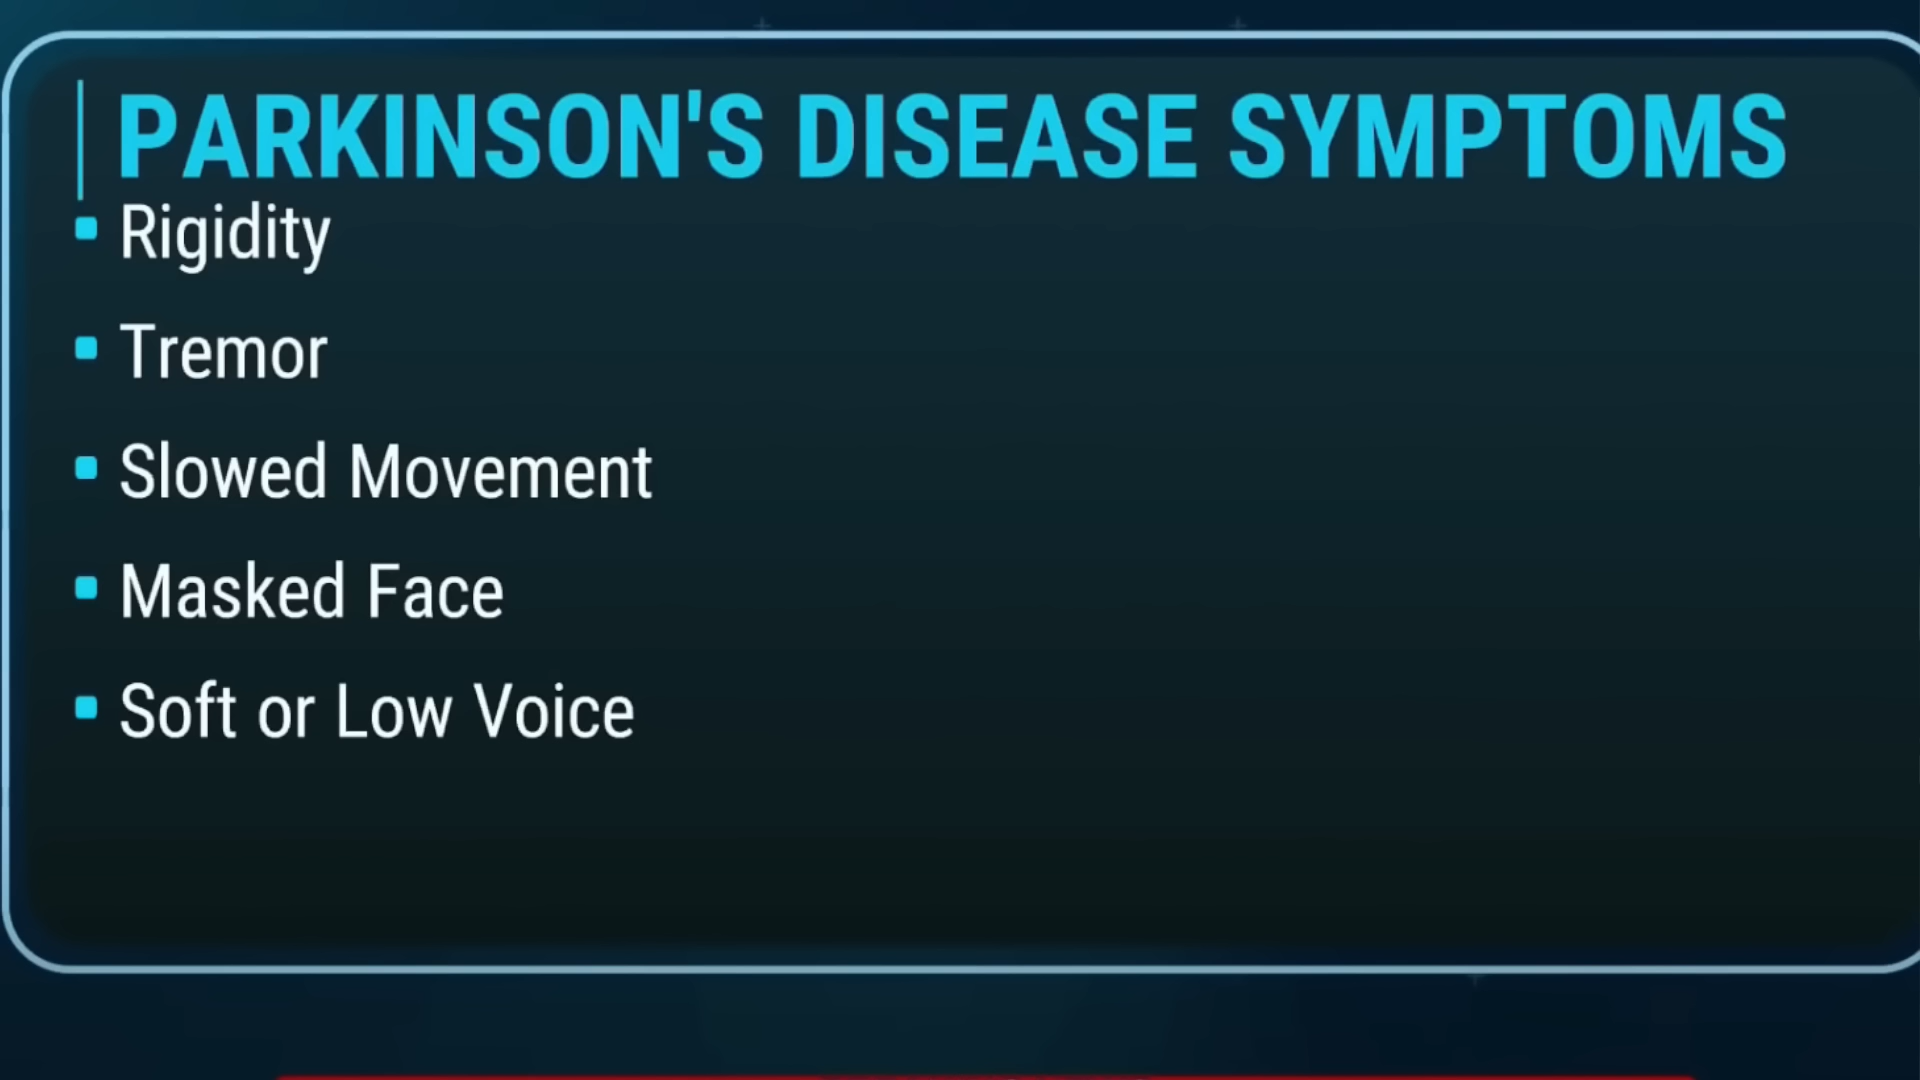 PARKINSON'S DISEASE SYMPTOMS
Rigidity
Tremor
Slowed Movement
Masked Face
Soft or Low Voice